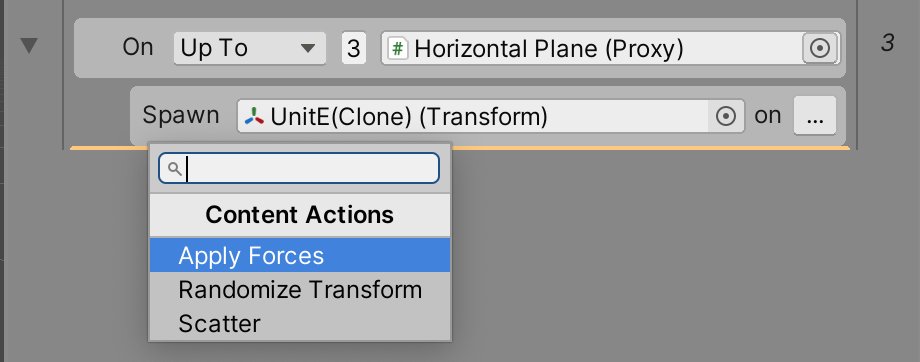 On Up To 3 # Horizontal Plane (Proxy) 3
Spawn UnitE(Clone) (Transform) on ...
Content Actions
Apply Forces
Randomize Transform
Scatter